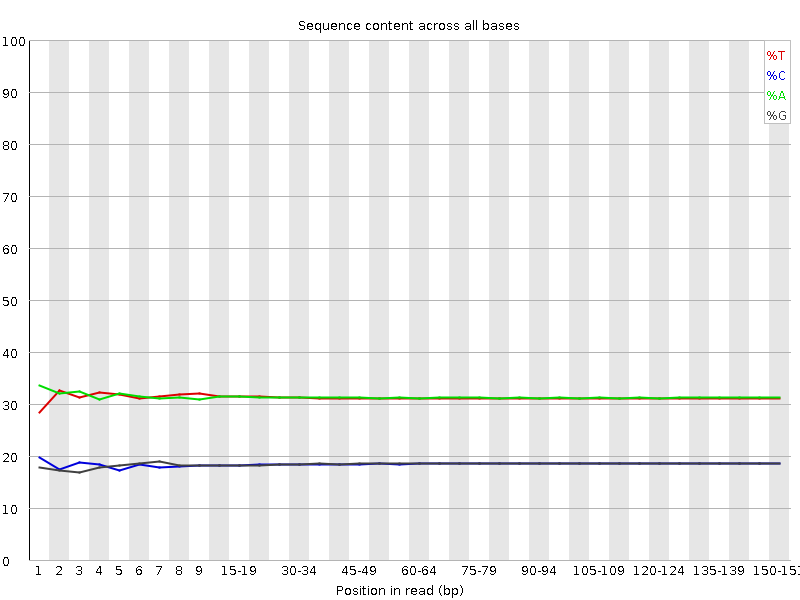 Sequence content across all bases
100
90
80
70
60
50
40
30
20
10
0
%T
%C
%A
%G
1 2 3 4 5 6 7 8 9 15-19 30-34 45-49 60-64 75-79 90-94 105-109 120-124 135-139 150-151
Position in read (bp)